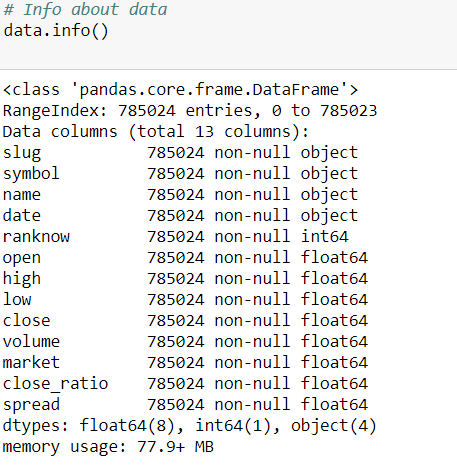 # Info about data
data.info()
<class 'pandas.core.frame.DataFrame'>
RangeIndex: 785024 entries, 0 to 785023
Data columns (total 13 columns):
slug           785024 non-null object
symbol         785024 non-null object
name           785024 non-null object
date           785024 non-null object
ranknow        785024 non-null int64
open           785024 non-null float64
high           785024 non-null float64
low            785024 non-null float64
close          785024 non-null float64
volume         785024 non-null float64
market         785024 non-null float64
close_ratio    785024 non-null float64
spread         785024 non-null float64
dtypes: float64(8), int64(1), object(4)
memory usage: 77.9+ MB